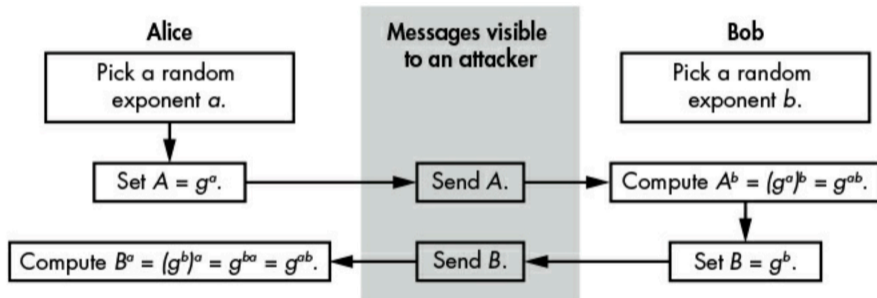 Alice
Messages visible
to an attacker
Bob
Pick a random
exponent a.
Pick a random
exponent b.
Set A = gᵃ.
Send A.
Compute Aᵇ = (gᵃ)ᵇ = gᵃᵇ.
Compute Bᵃ = (gᵇ)ᵃ = gᵇᵃ = gᵃᵇ.
Send B.
Set B = gᵇ.